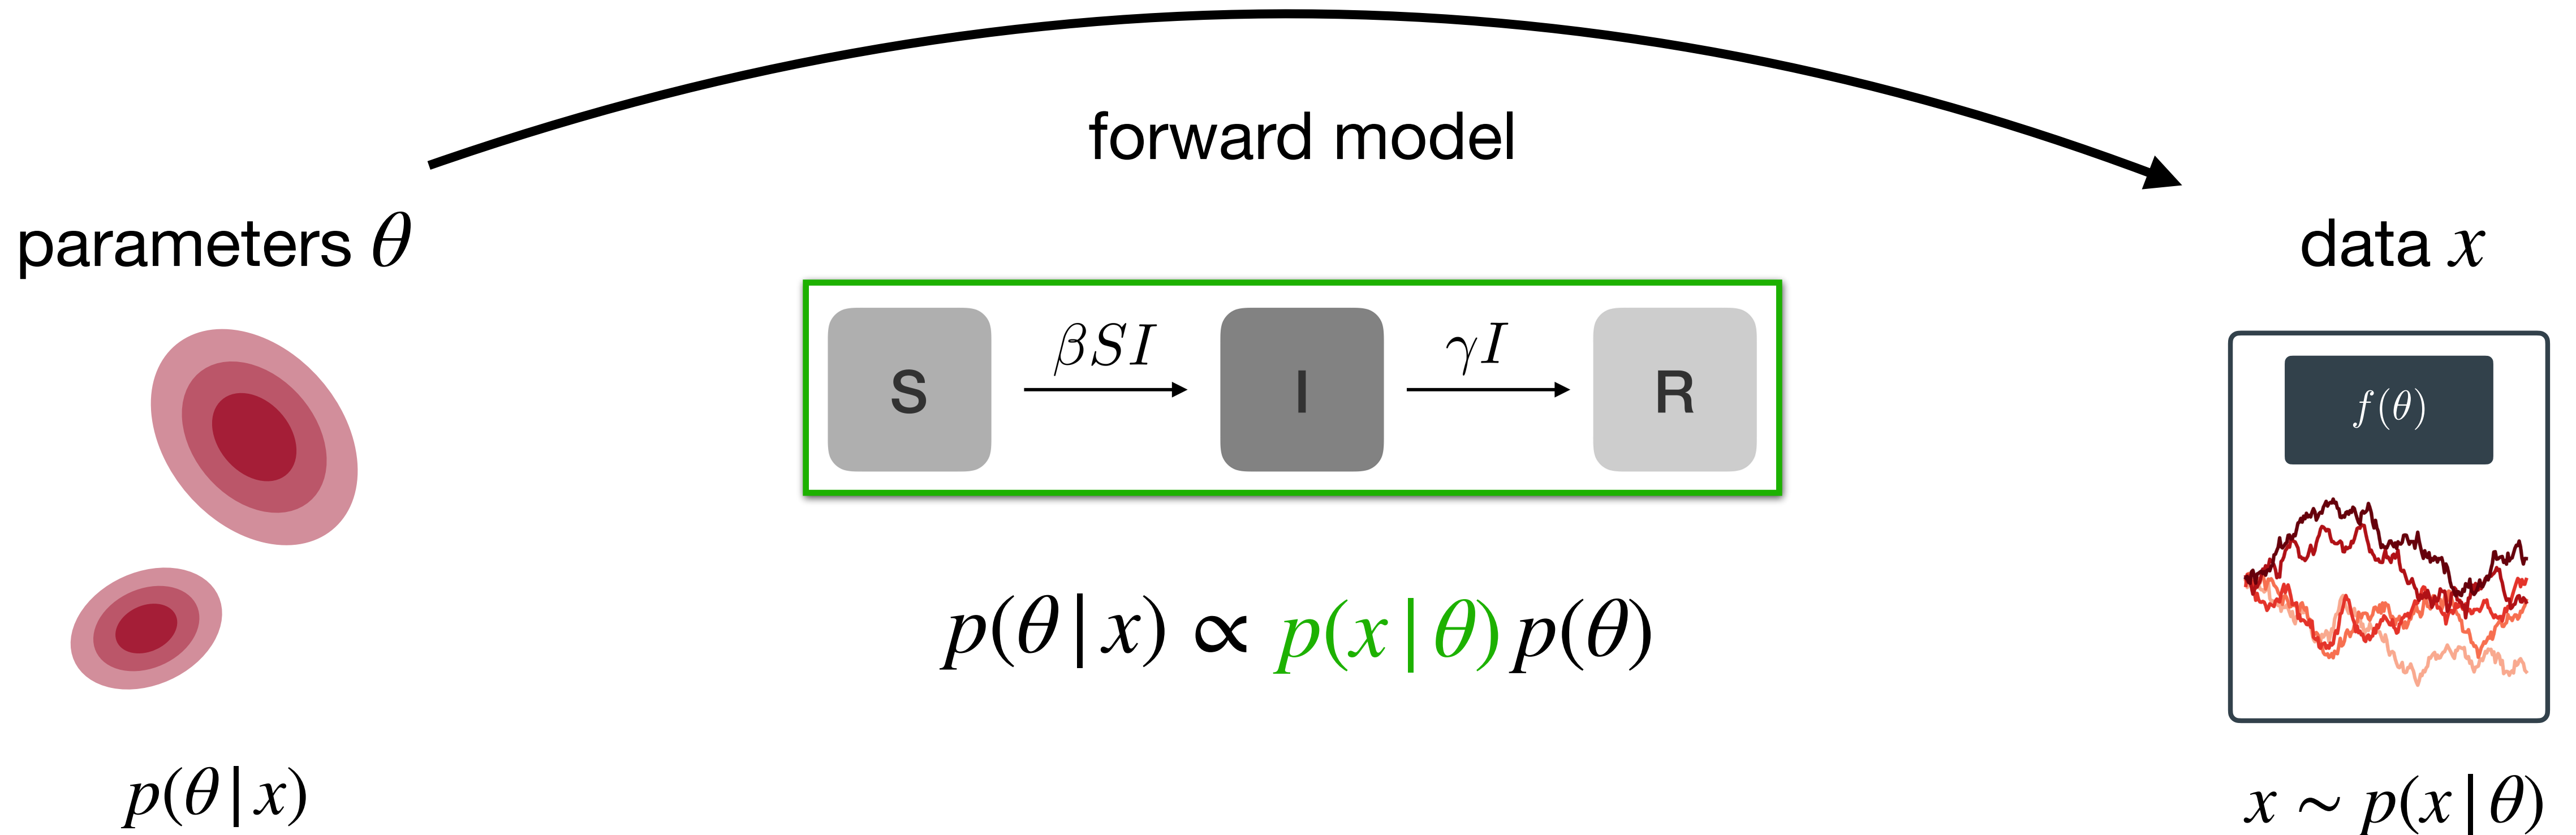 forward model
parameters θ
data x
S
βSI
I
γI
R
f(θ)
p(θ|x) ∝ p(x|θ)p(θ)
p(θ|x)
x ∼ p(x|θ)